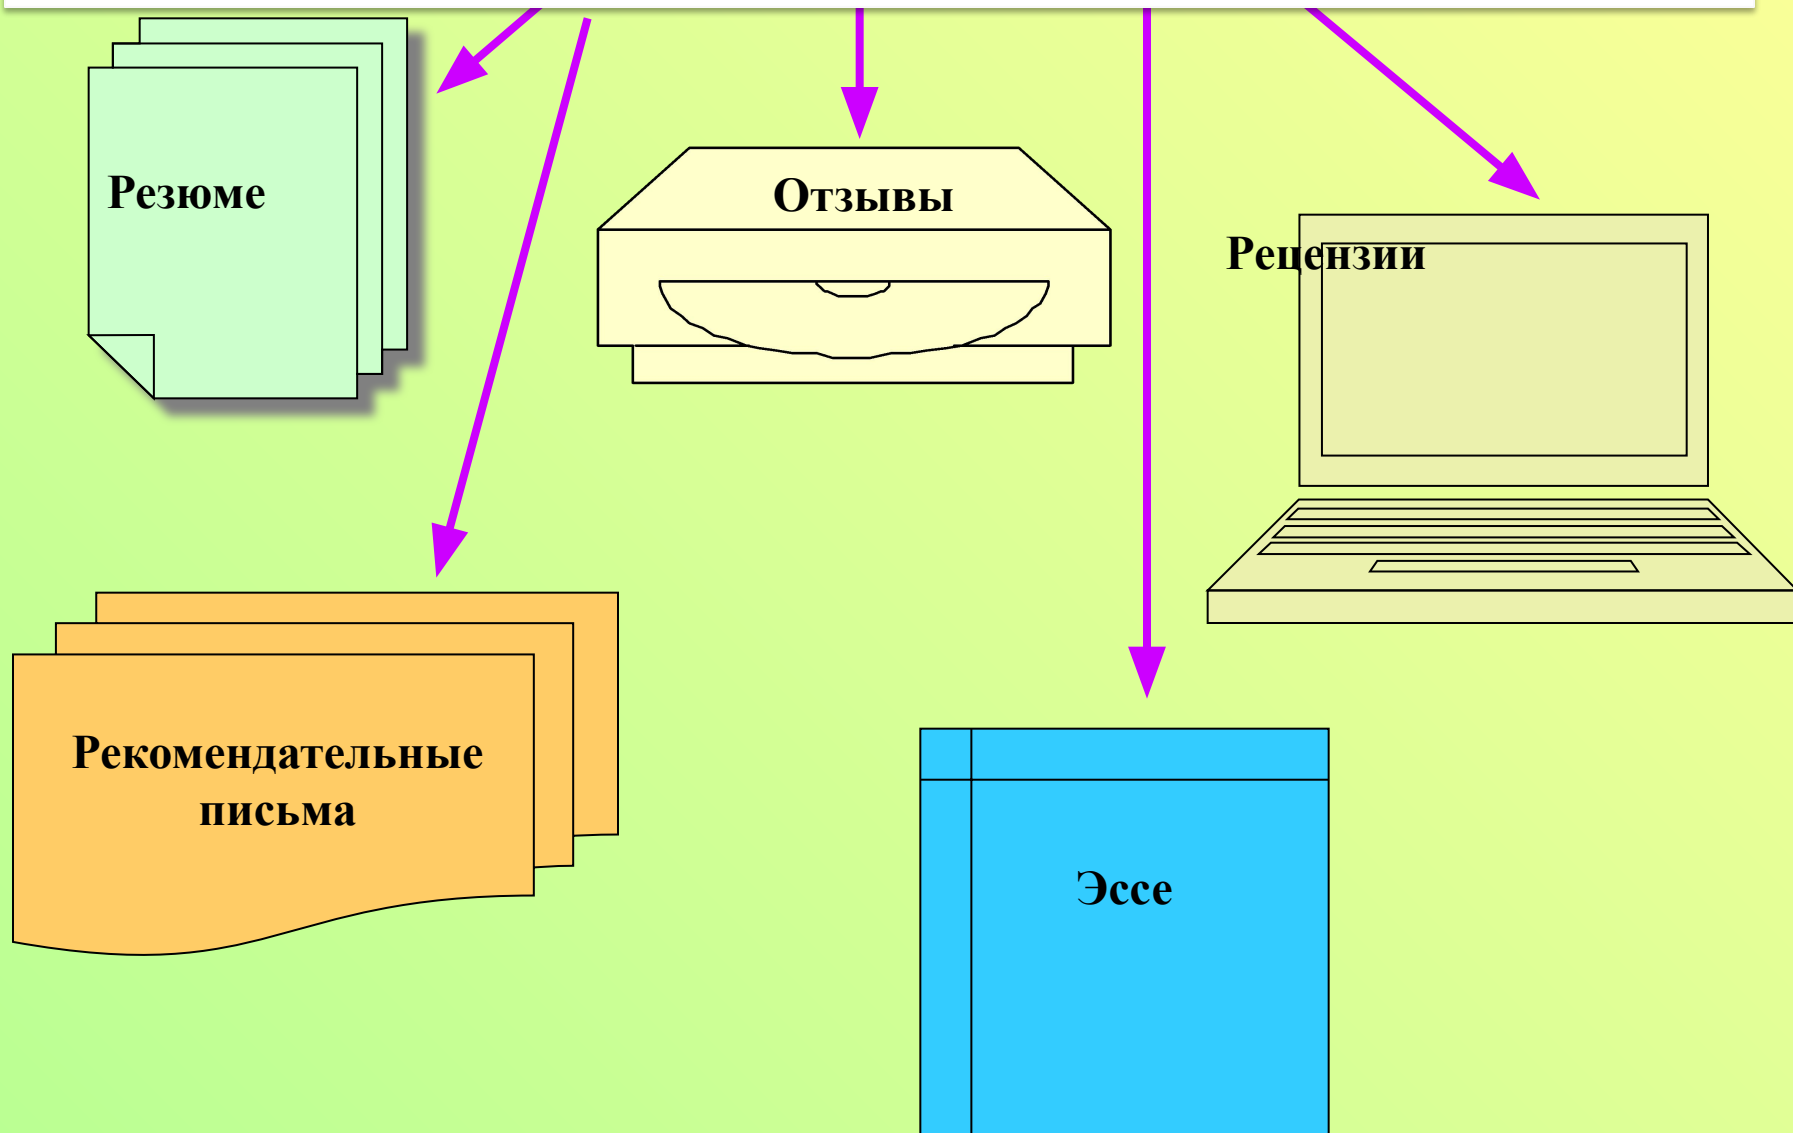 Резюме
Отзывы
Рецензии
Рекомендательные
письма
Эссе